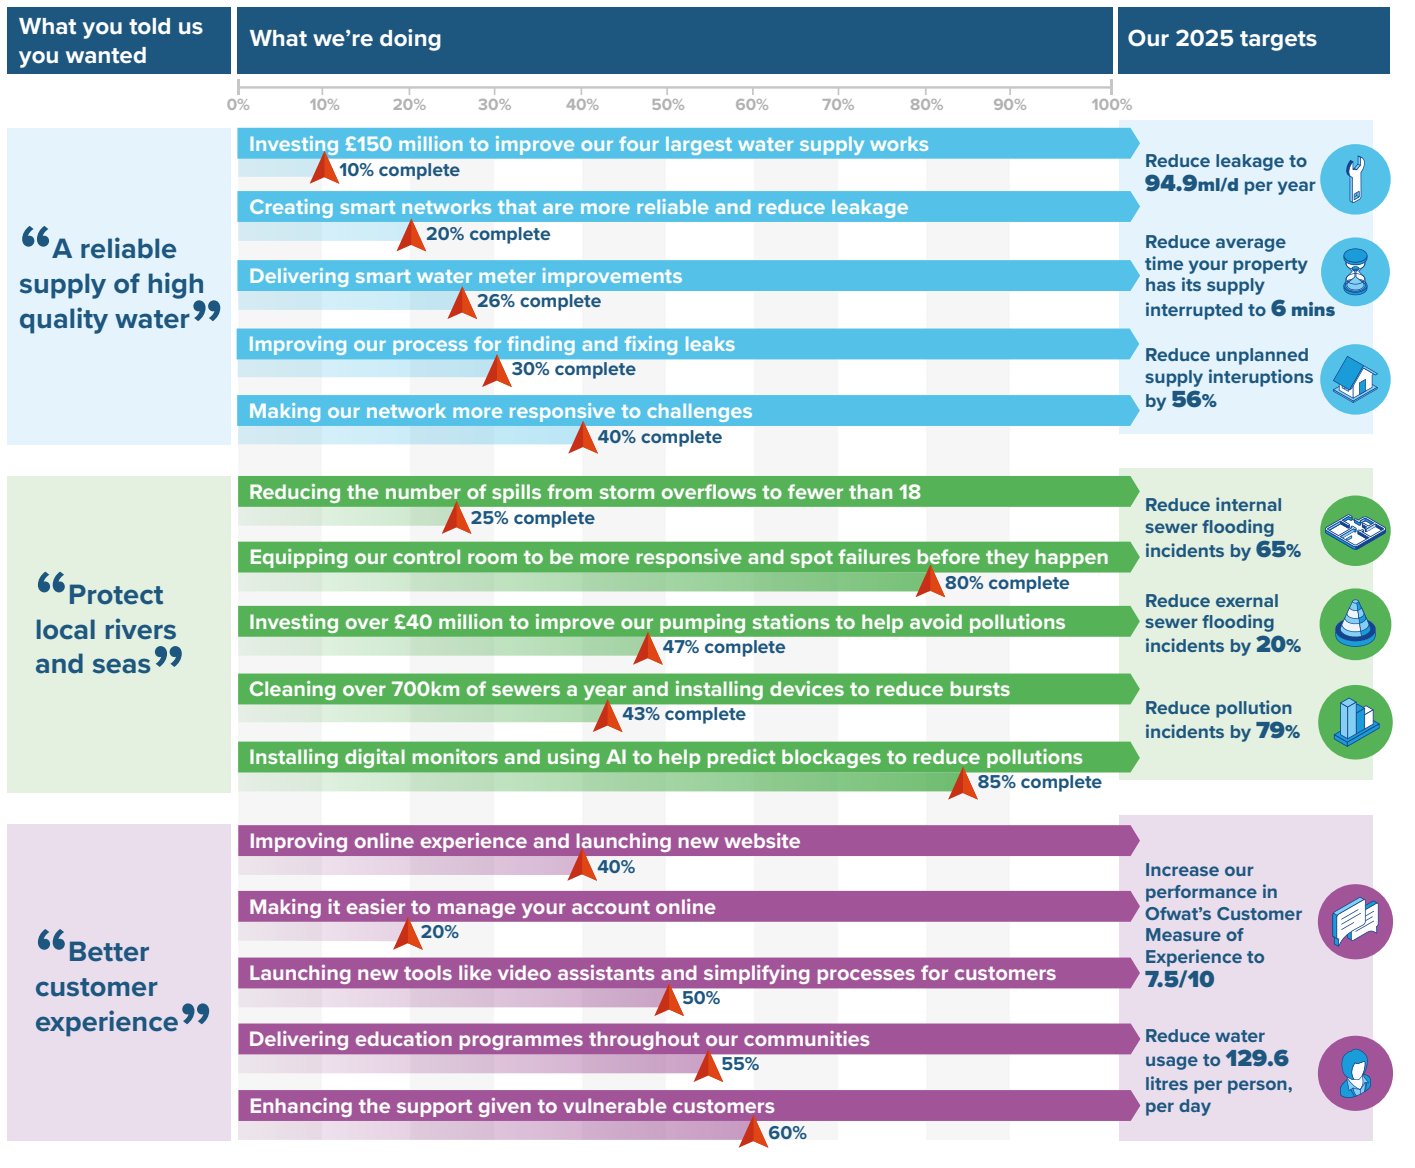 What you told us
you wanted
What we’re doing
Our 2025 targets
0% 10% 20% 30% 40% 50% 60% 70% 80% 90% 100%
“A reliable
supply of high
quality water”
Investing £150 million to improve our four largest water supply works
10% complete
Creating smart networks that are more reliable and reduce leakage
20% complete
Delivering smart water meter improvements
26% complete
Improving our process for finding and fixing leaks
30% complete
Making our network more responsive to challenges
40% complete
Reduce leakage to
94.9ml/d per year
Reduce average
time your property
has its supply
interrupted to 6 mins
Reduce unplanned
supply interuptions
by 56%
“Protect
local rivers
and seas”
Reducing the number of spills from storm overflows to fewer than 18
25% complete
Equipping our control room to be more responsive and spot failures before they happen
80% complete
Investing over £40 million to improve our pumping stations to help avoid pollutions
47% complete
Cleaning over 700km of sewers a year and installing devices to reduce bursts
43% complete
Installing digital monitors and using AI to help predict blockages to reduce pollutions
85% complete
Reduce internal
sewer flooding
incidents by 65%
Reduce exernal
sewer flooding
incidents by 20%
Reduce pollution
incidents by 79%
“Better
customer
experience”
Improving online experience and launching new website
40%
Making it easier to manage your account online
20%
Launching new tools like video assistants and simplifying processes for customers
50%
Delivering education programmes throughout our communities
55%
Enhancing the support given to vulnerable customers
60%
Increase our
performance in
Ofwat’s Customer
Measure of
Experience to
7.5/10
Reduce water
usage to 129.6
litres per person,
per day